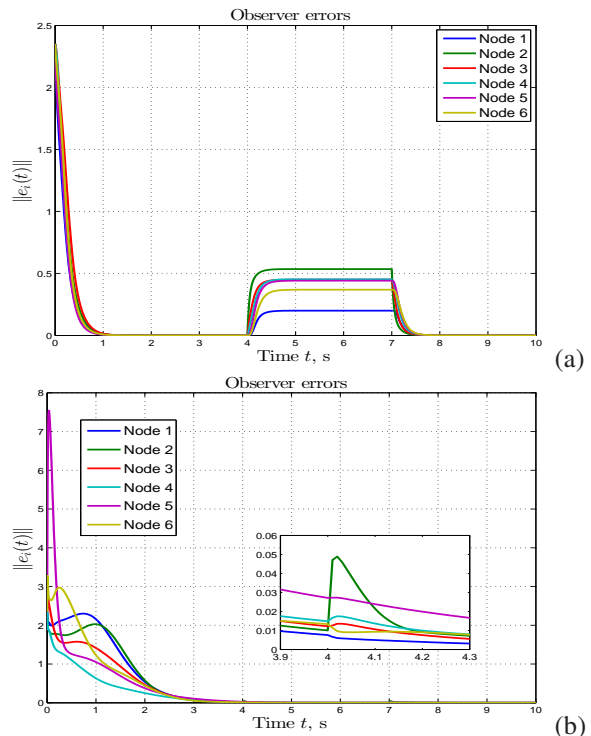 Observer errors
2.5
2
1.5
1
0.5
0
‖e_i(t)‖
Node 1
Node 2
Node 3
Node 4
Node 5
Node 6
0 1 2 3 4 5 6 7 8 9 10
Time t, s
(a)
Observer errors
8
7
6
5
4
3
2
1
0
‖e_i(t)‖
Node 1
Node 2
Node 3
Node 4
Node 5
Node 6
0.06
0.05
0.04
0.03
0.02
0.01
0
3.9 4 4.1 4.2 4.3
0 1 2 3 4 5 6 7 8 9 10
Time t, s
(b)